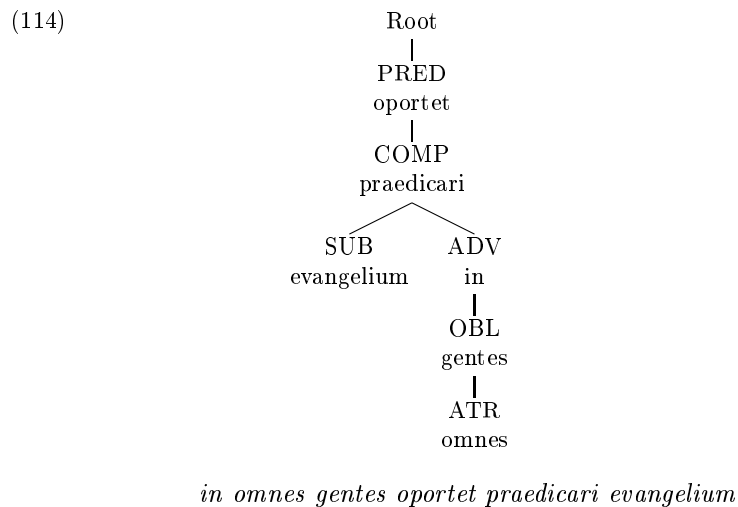 (114)
Root
PRED
oportet
COMP
praedicari
SUB ADV
evangelium in
OBL
gentes
ATR
omnes
in omnes gentes oportet praedicari evangelium